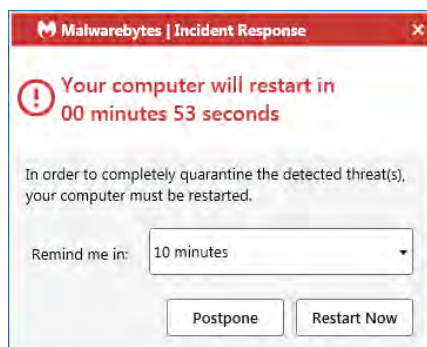 Malwarebytes | Incident Response
Your computer will restart in
00 minutes 53 seconds
In order to completely quarantine the detected threat(s),
your computer must be restarted.
Remind me in: 10 minutes
Postpone Restart Now